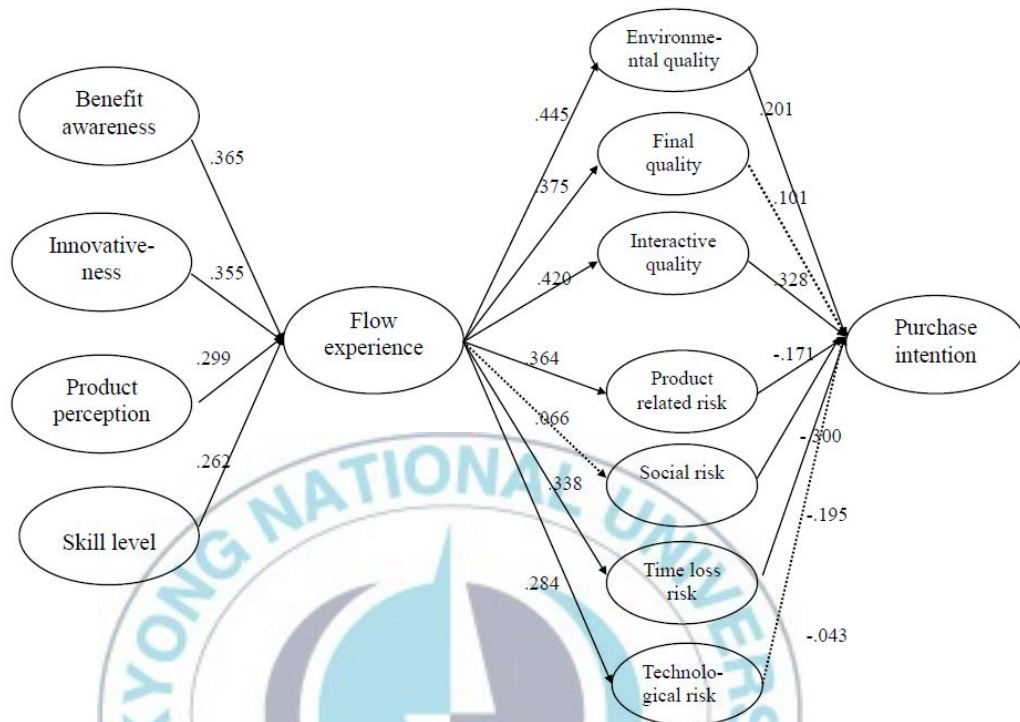 Environme-
ntal quality
Benefit
awareness
.445
.201
.365
Final
quality
.375
.101
Innovative-
ness
.355
Interactive
quality
.420
.328
Flow
experience
Purchase
intention
.299
.364
-.171
Product
perception
Product
related risk
.066
-.300
.262
Social risk
.338
-.195
Skill level
Time loss
risk
.284
-.043
Technolo-
gical risk
KYONG NATIONAL UNIVERS